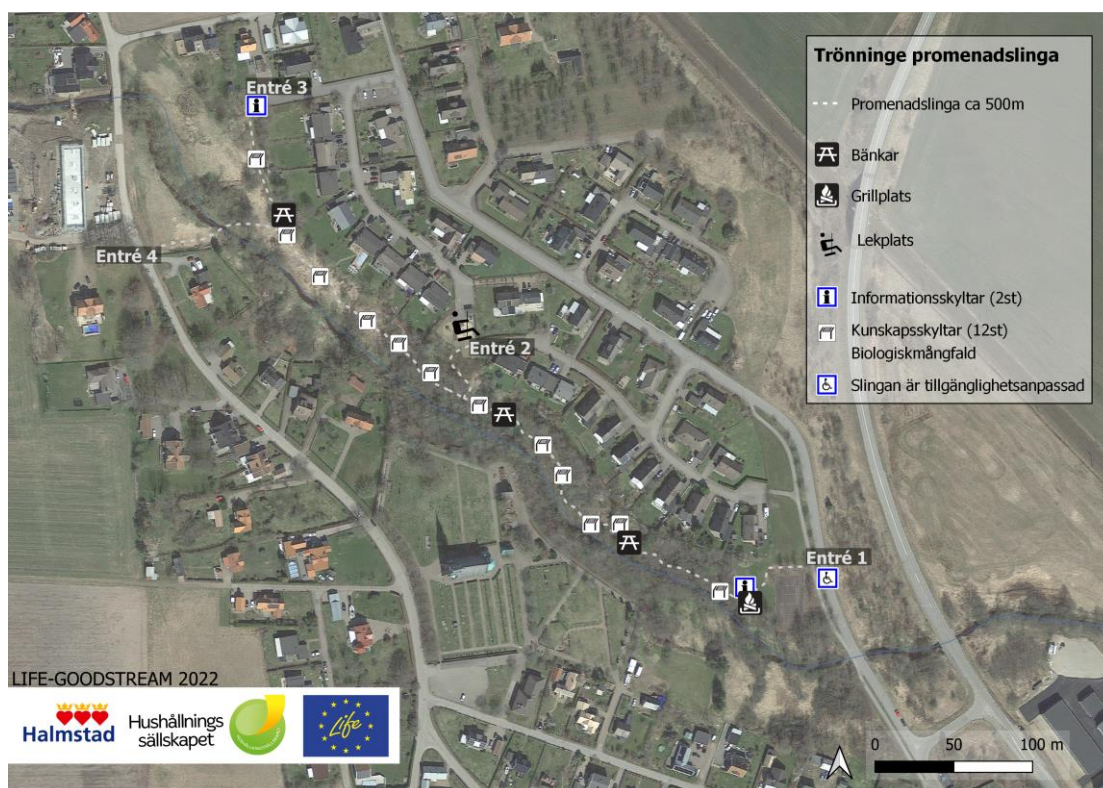 Entré 3
Entré 4
Entré 2
Entré 1
Trönninge promenadslinga
Promenadslinga ca 500m
Bänkar
Grillplats
Lekplats
Informationsskyltar (2st)
Kunskapsskyltar (12st)
Biologiskmångfald
Slingan är tillgänglighetsanpassad
LIFE-GOODSTREAM 2022
Halmstad
Hushållnings
sällskapet
Life
0 50 100 m